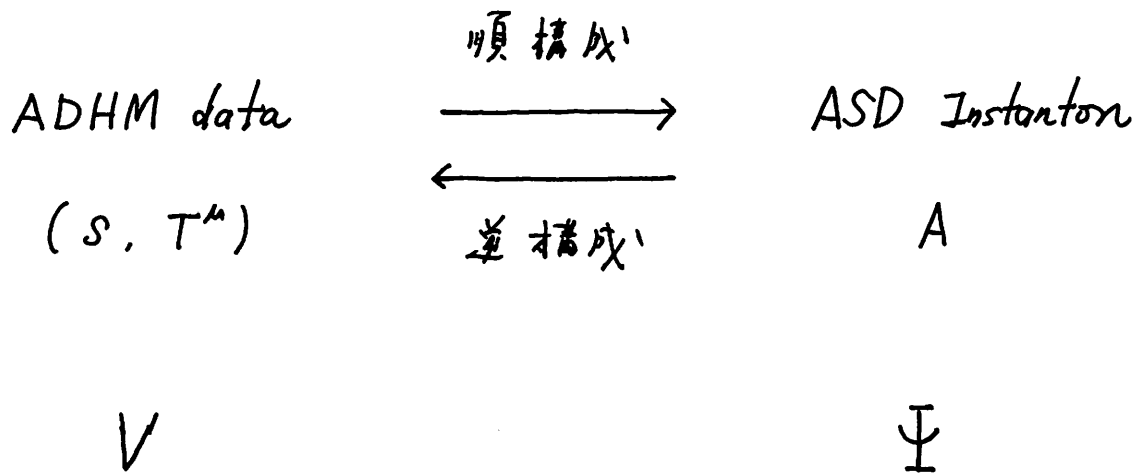 順構成
ADHM data ⟶ ASD Instanton
⟵
(S, T^μ) 逆構成 A
V Ψ